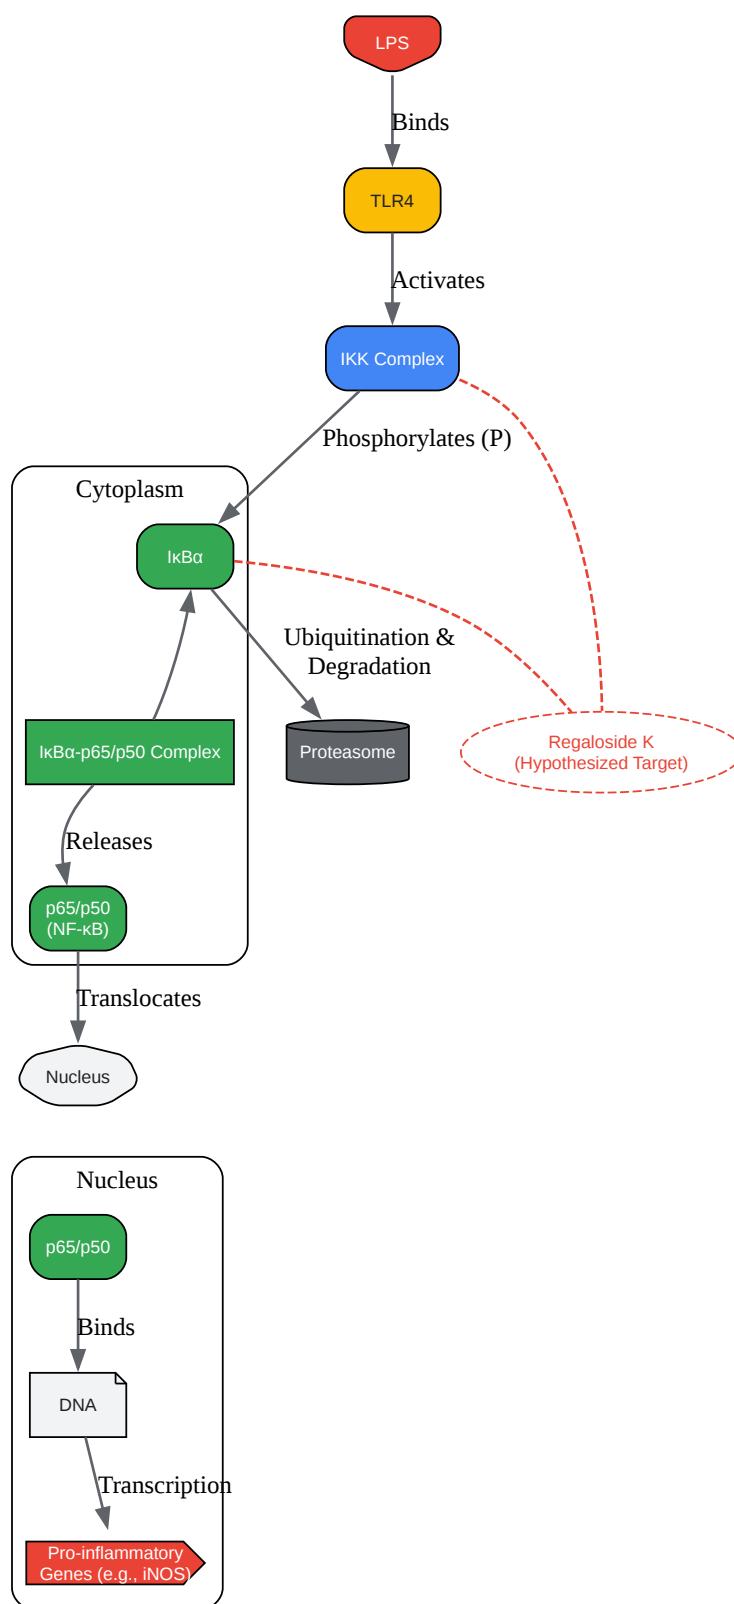 LPS
Binds
TLR4
Activates
IKK Complex
Phosphorylates (P)
Cytoplasm
IκBα
Ubiquitination &
Degradation
IκBα-p65/p50 Complex
Proteasome
Regaloside K
(Hypothesized Target)
Releases
p65/p50
(NF-κB)
Translocates
Nucleus
Nucleus
p65/p50
Binds
DNA
Transcription
Pro-inflammatory
Genes (e.g., iNOS)